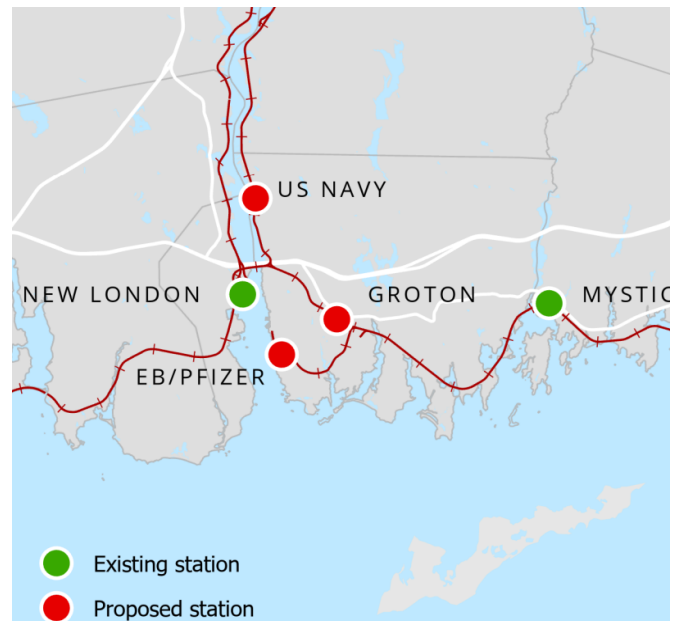 US NAVY
NEW LONDON
GROTON
MYSTIC
EB/PFIZER
Existing station
Proposed station